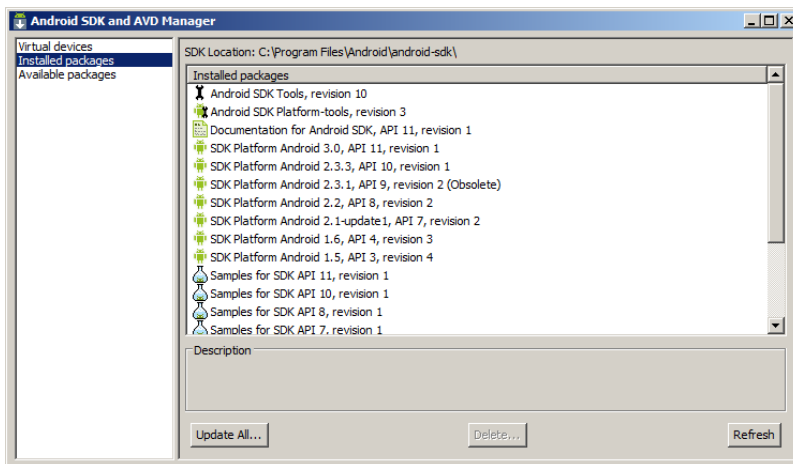 Android SDK and AVD Manager
Virtual devices
Installed packages
Available packages
SDK Location: C:\Program Files\Android\android-sdk\
Installed packages
Android SDK Tools, revision 10
Android SDK Platform-tools, revision 3
Documentation for Android SDK, API 11, revision 1
SDK Platform Android 3.0, API 11, revision 1
SDK Platform Android 2.3.3, API 10, revision 1
SDK Platform Android 2.3.1, API 9, revision 2 (Obsolete)
SDK Platform Android 2.2, API 8, revision 2
SDK Platform Android 2.1-update1, API 7, revision 2
SDK Platform Android 1.6, API 4, revision 3
SDK Platform Android 1.5, API 3, revision 4
Samples for SDK API 11, revision 1
Samples for SDK API 10, revision 1
Samples for SDK API 8, revision 1
Samples for SDK API 7, revision 1
Description
Update All...
Delete...
Refresh